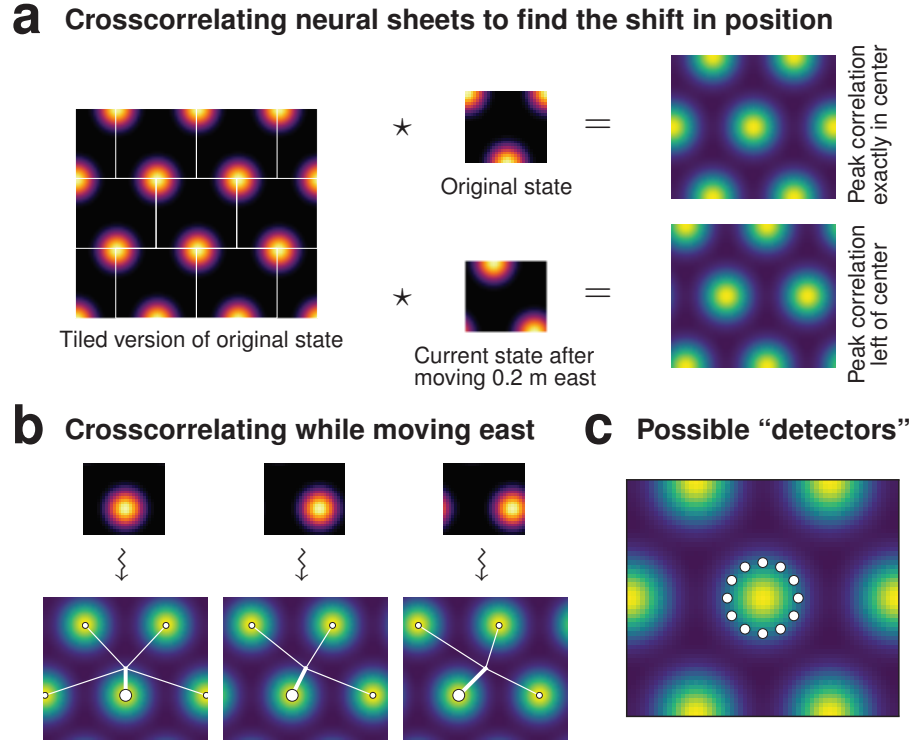 a Crosscorrelating neural sheets to find the shift in position
⋆
=
Original state
Peak correlation
exactly in center
Tiled version of original state
⋆
=
Current state after
moving 0.2 m east
Peak correlation
left of center
b Crosscorrelating while moving east
c Possible “detectors”